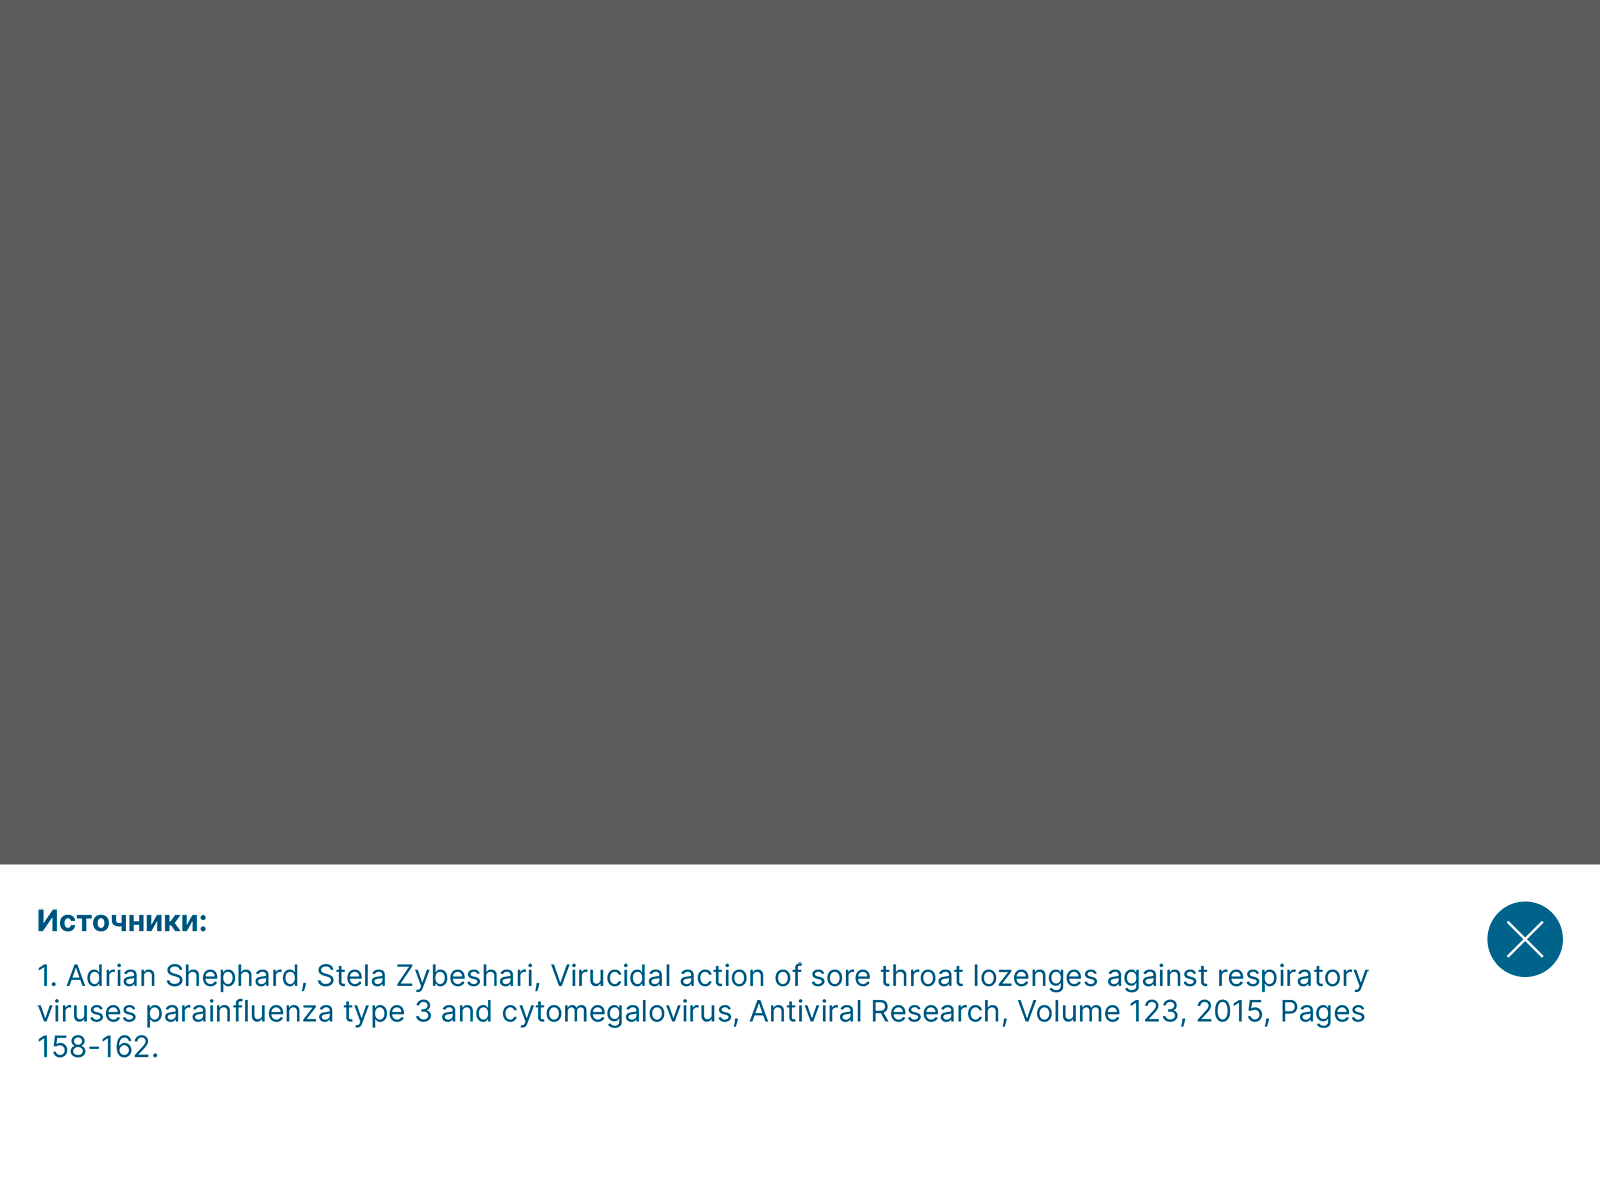 Источники:
1. Adrian Shephard, Stela Zybeshari, Virucidal action of sore throat lozenges against respiratory
viruses parainfluenza type 3 and cytomegalovirus, Antiviral Research, Volume 123, 2015, Pages
158-162.